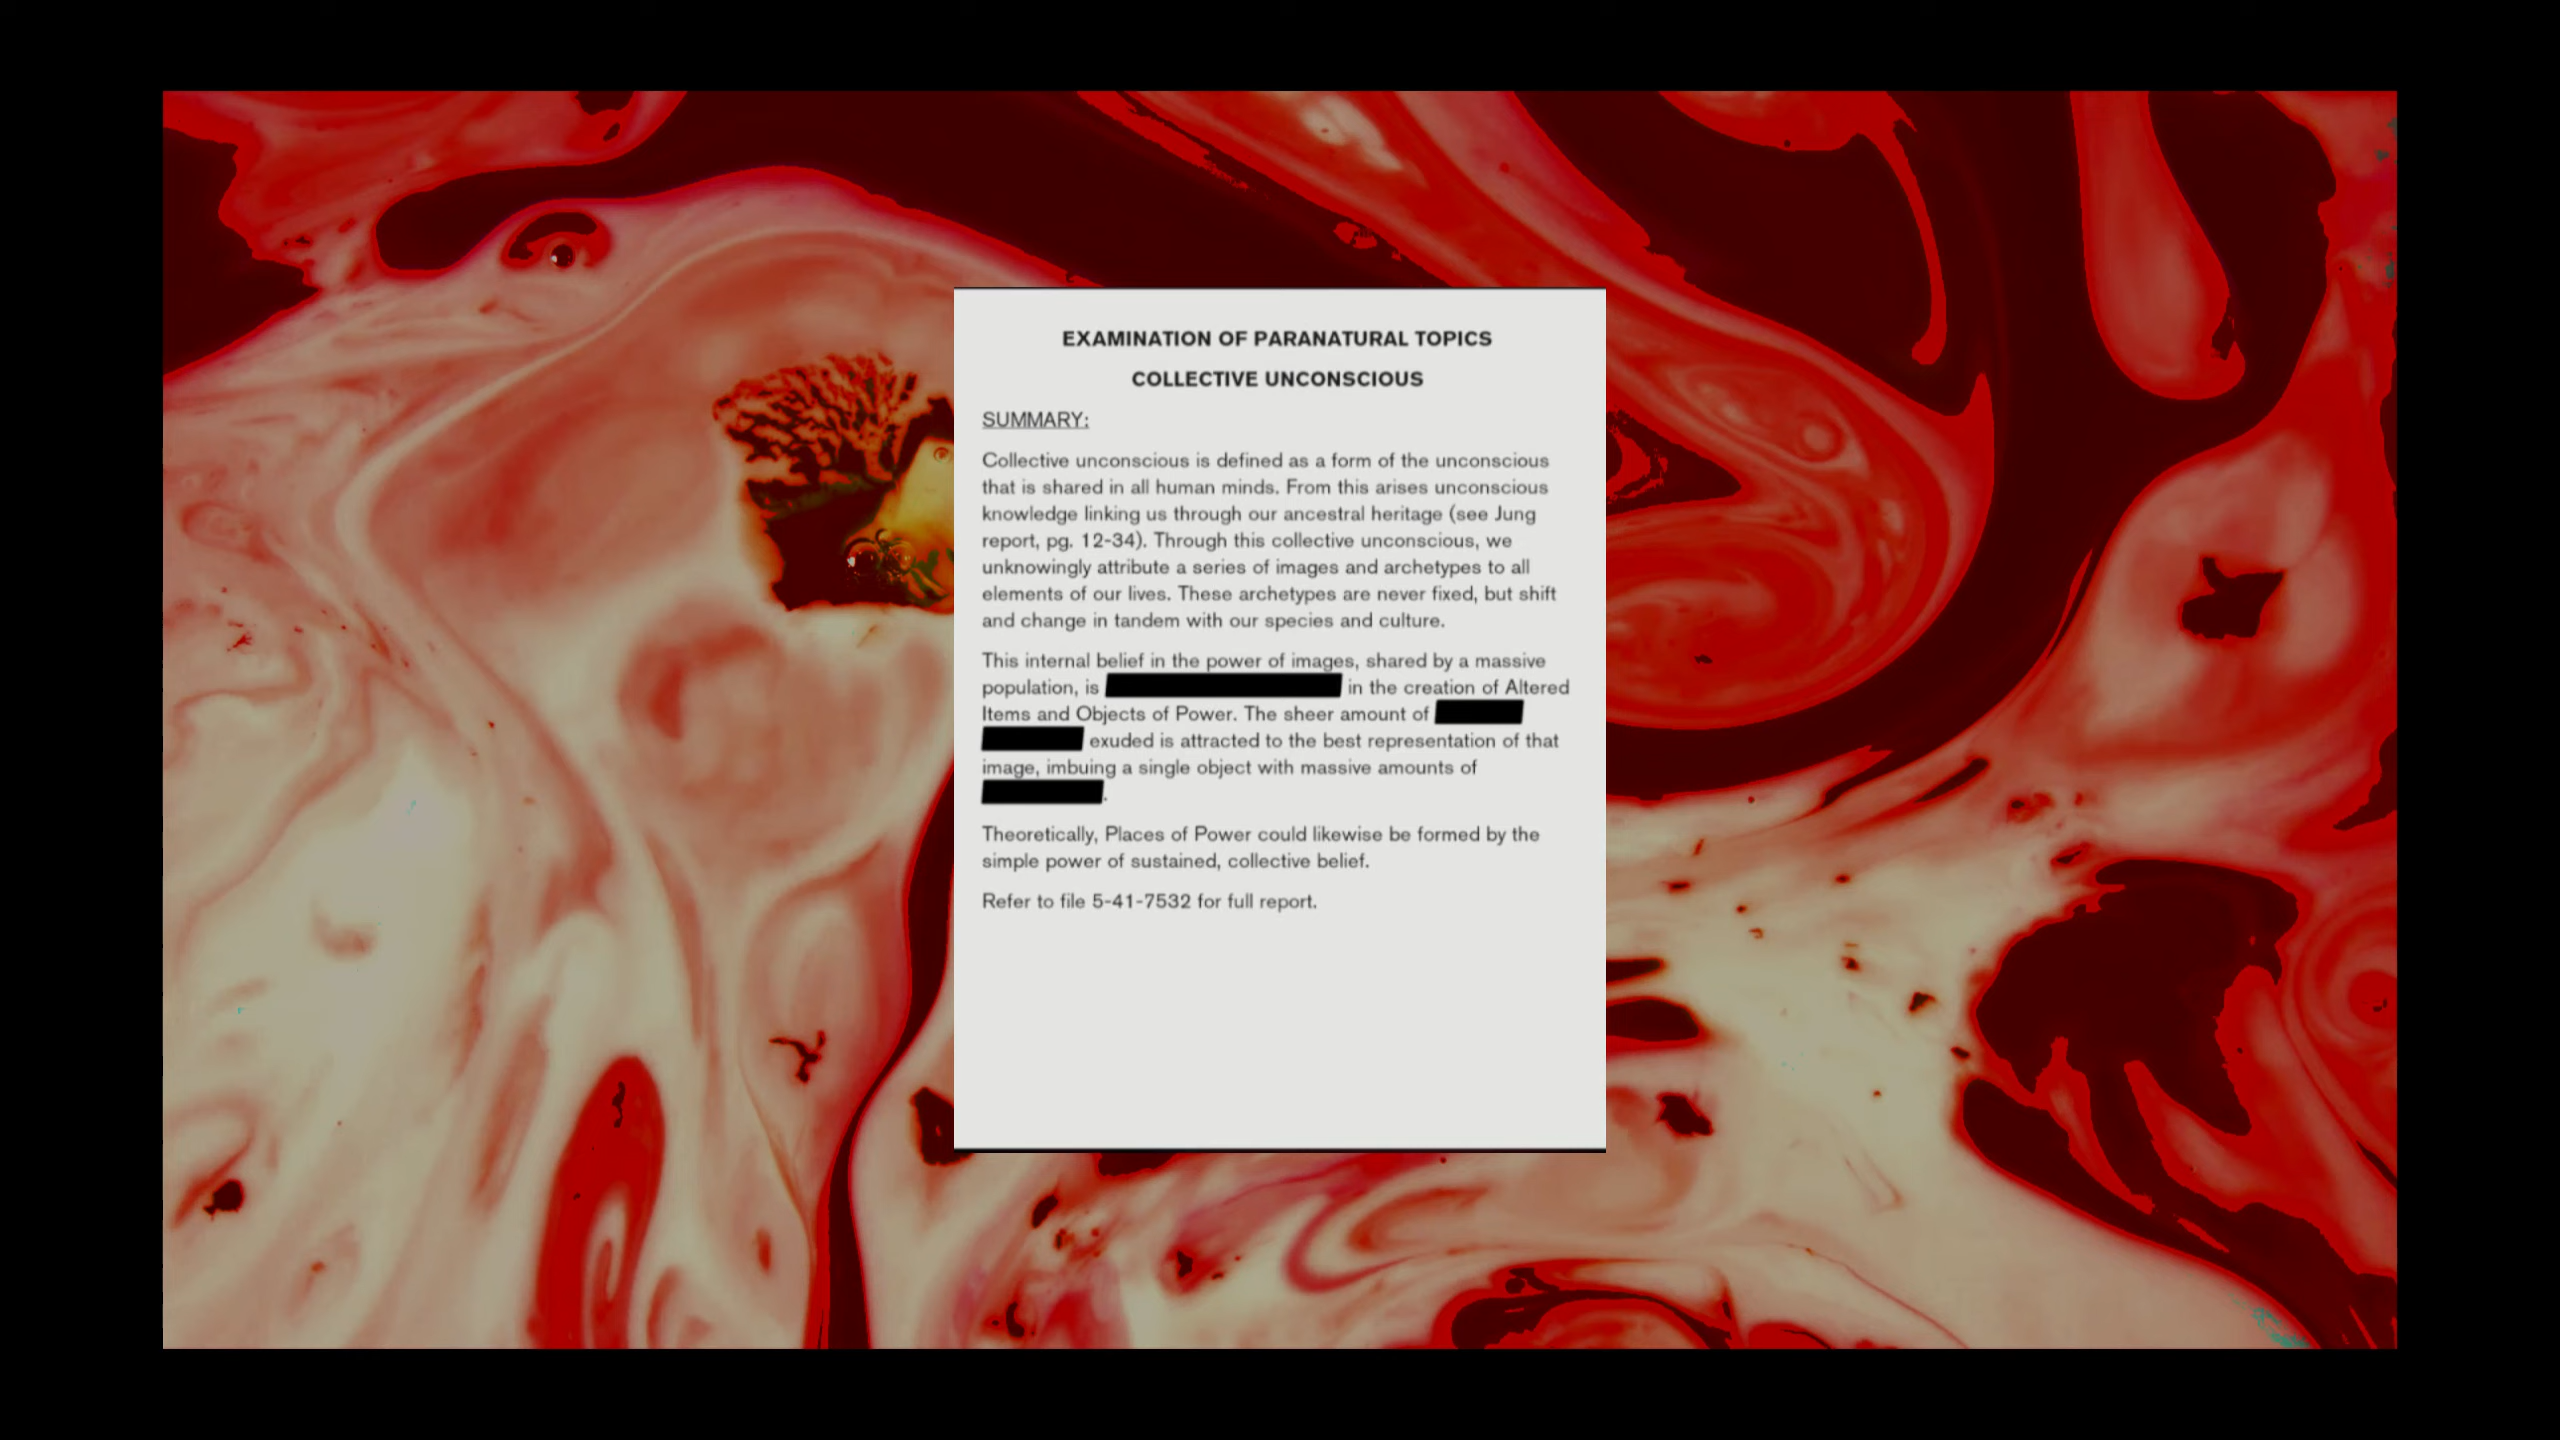 EXAMINATION OF PARANATURAL TOPICS
COLLECTIVE UNCONSCIOUS
SUMMARY:
Collective unconscious is defined as a form of the unconscious
that is shared in all human minds. From this arises unconscious
knowledge linking us through our ancestral heritage (see Jung
report, pg. 12-34). Through this collective unconscious, we
unknowingly attribute a series of images and archetypes to all
elements of our lives. These archetypes are never fixed, but shift
and change in tandem with our species and culture.
This internal belief in the power of images, shared by a massive
population, is in the creation of Altered
Items and Objects of Power. The sheer amount of
exuded is attracted to the best representation of that
image, imbuing a single object with massive amounts of
.
Theoretically, Places of Power could likewise be formed by the
simple power of sustained, collective belief.
Refer to file 5-41-7532 for full report.